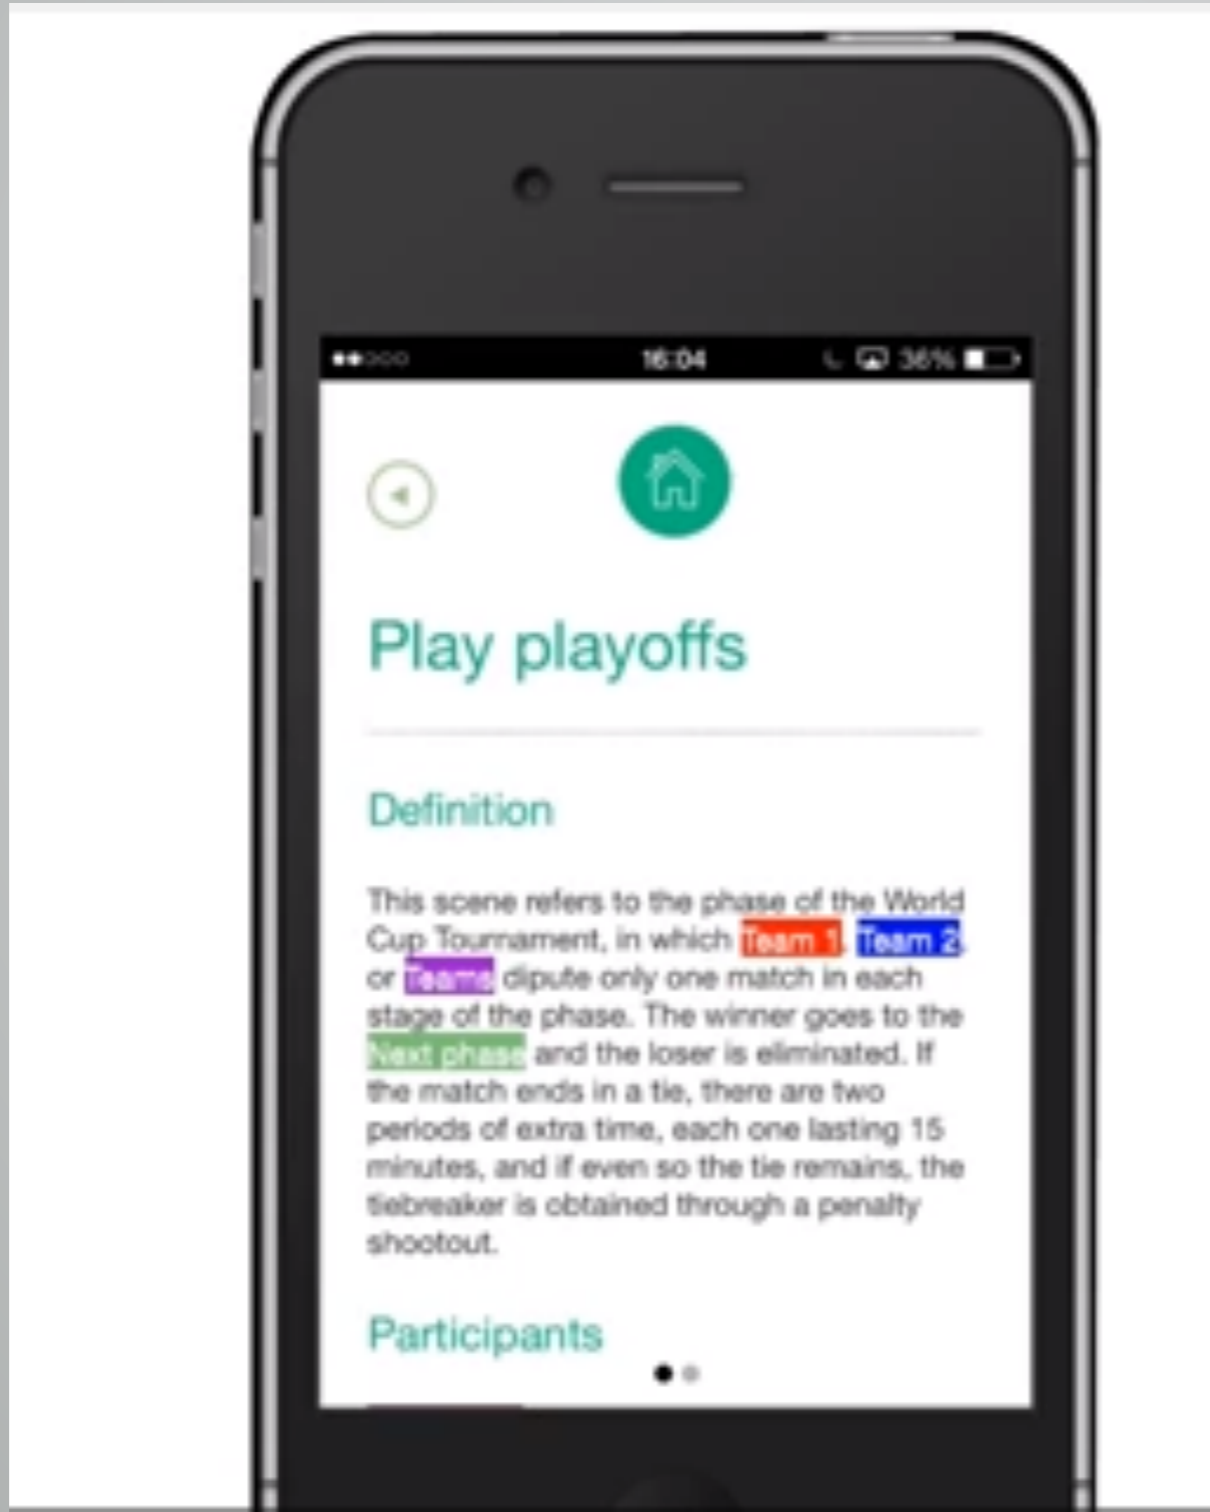 16:04
36%
Play playoffs
Definition
This scene refers to the phase of the World
Cup Tournament, in which Team 1, Team 2,
or Teams dipute only one match in each
stage of the phase. The winner goes to the
Next phase and the loser is eliminated. If
the match ends in a tie, there are two
periods of extra time, each one lasting 15
minutes, and if even so the tie remains, the
tiebreaker is obtained through a penalty
shootout.
Participants